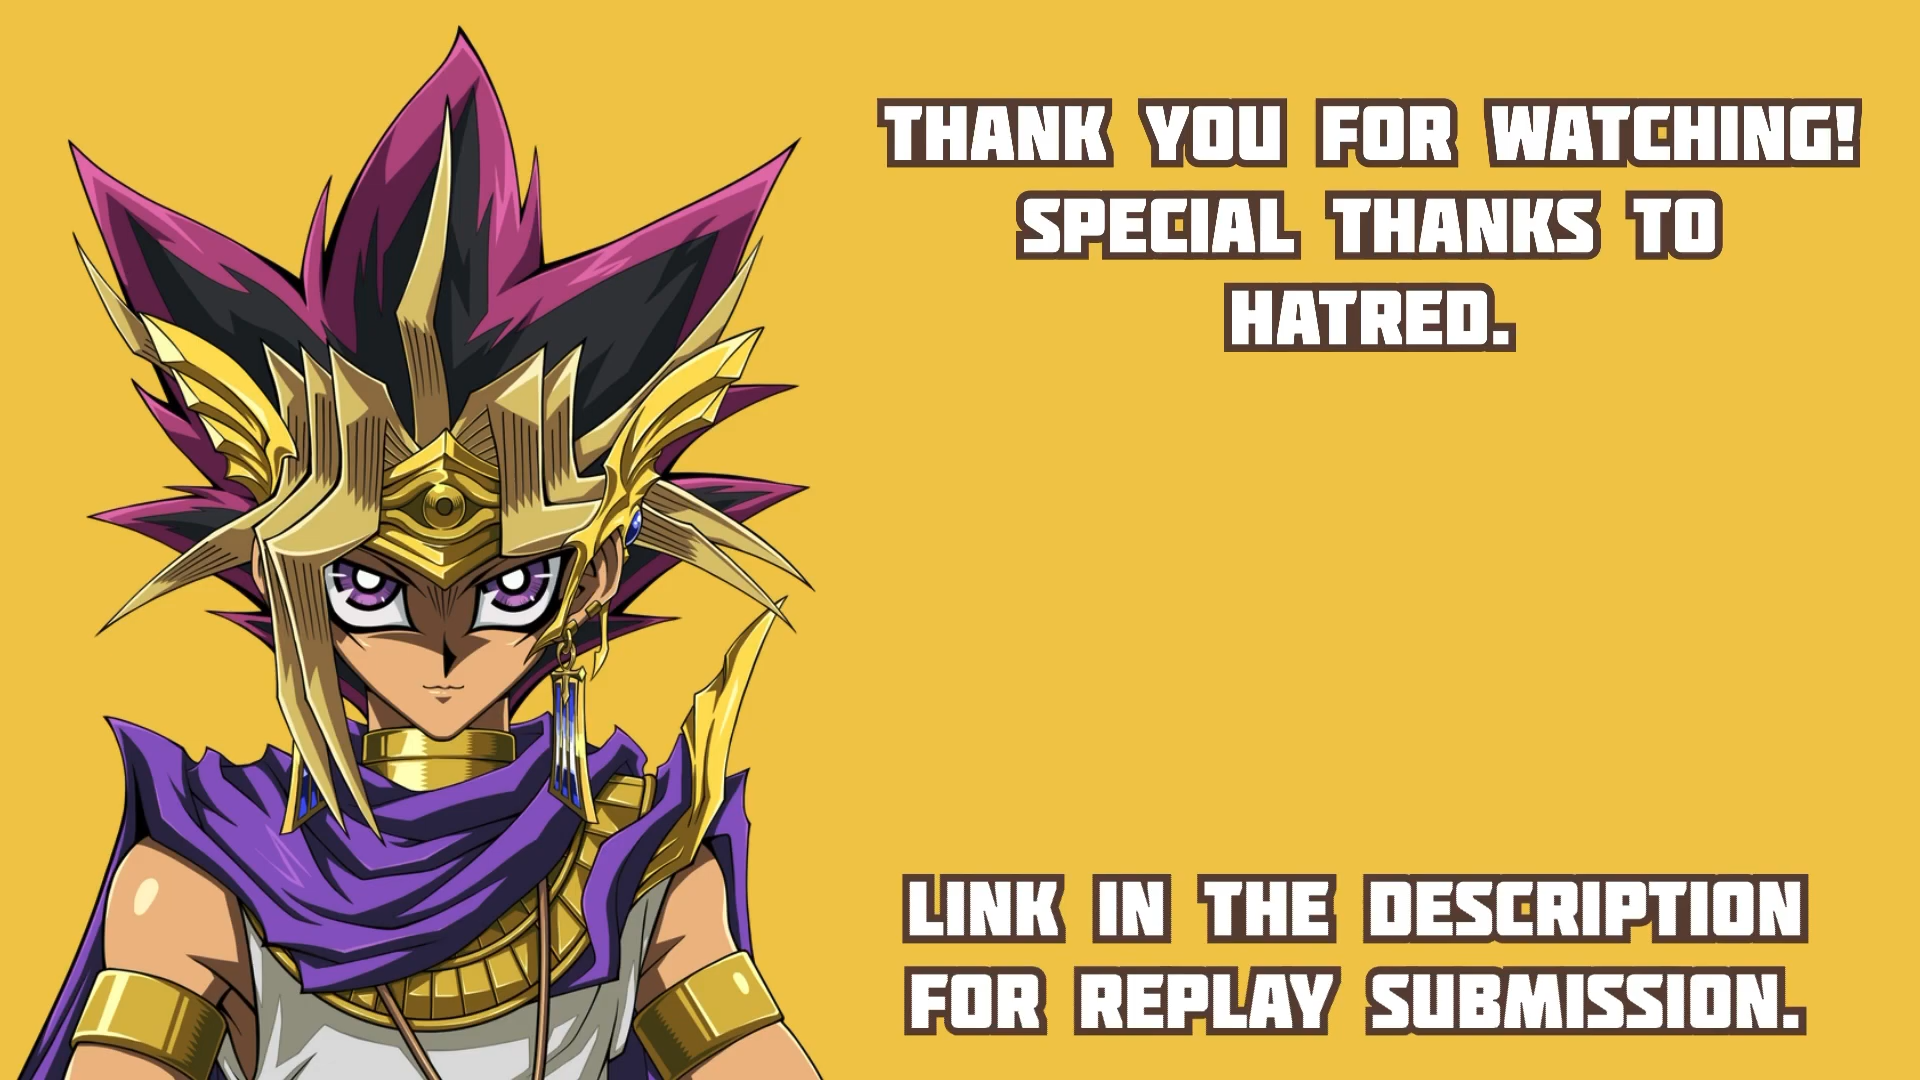 THANK YOU FOR WATCHING!
SPECIAL THANKS TO
HATRED.
LINK IN THE DESCRIPTION
FOR REPLAY SUBMISSION.